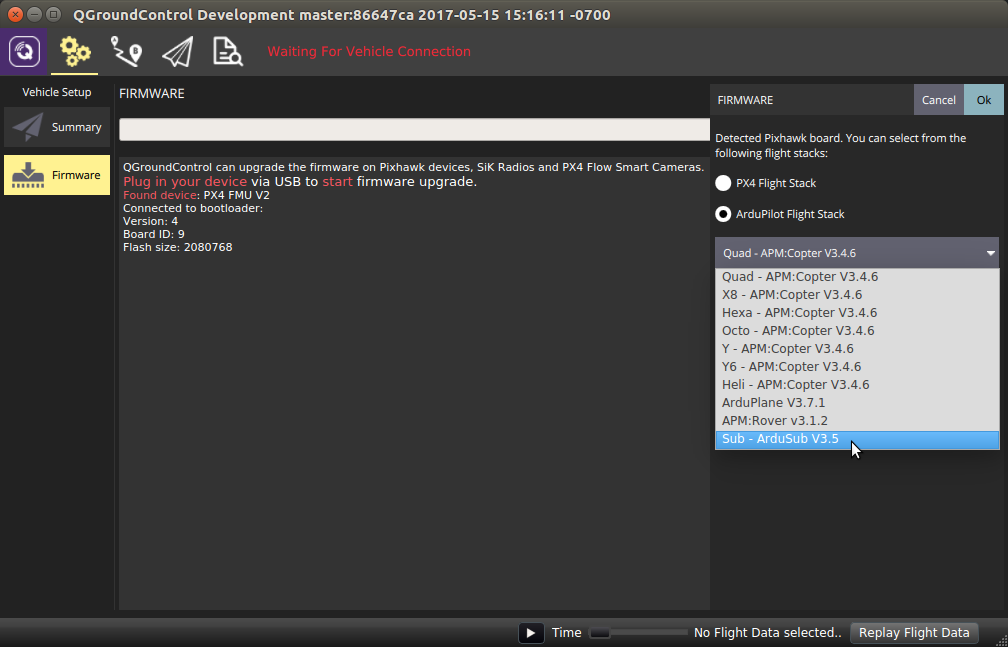 QGroundControl Development master:86647ca 2017-05-15 15:16:11 -0700
Waiting For Vehicle Connection
Vehicle Setup
Summary
Firmware
FIRMWARE
QGroundControl can upgrade the firmware on Pixhawk devices, SiK Radios and PX4 Flow Smart Cameras.
Plug in your device via USB to start firmware upgrade.
Found device: PX4 FMU V2
Connected to bootloader:
Version: 4
Board ID: 9
Flash size: 2080768
FIRMWARE
Cancel
Ok
Detected Pixhawk board. You can select from the
following flight stacks:
PX4 Flight Stack
ArduPilot Flight Stack
Quad - APM:Copter V3.4.6
Quad - APM:Copter V3.4.6
X8 - APM:Copter V3.4.6
Hexa - APM:Copter V3.4.6
Octo - APM:Copter V3.4.6
Y - APM:Copter V3.4.6
Y6 - APM:Copter V3.4.6
Heli - APM:Copter V3.4.6
ArduPlane V3.7.1
APM:Rover v3.1.2
Sub - ArduSub V3.5
Time
No Flight Data selected..
Replay Flight Data